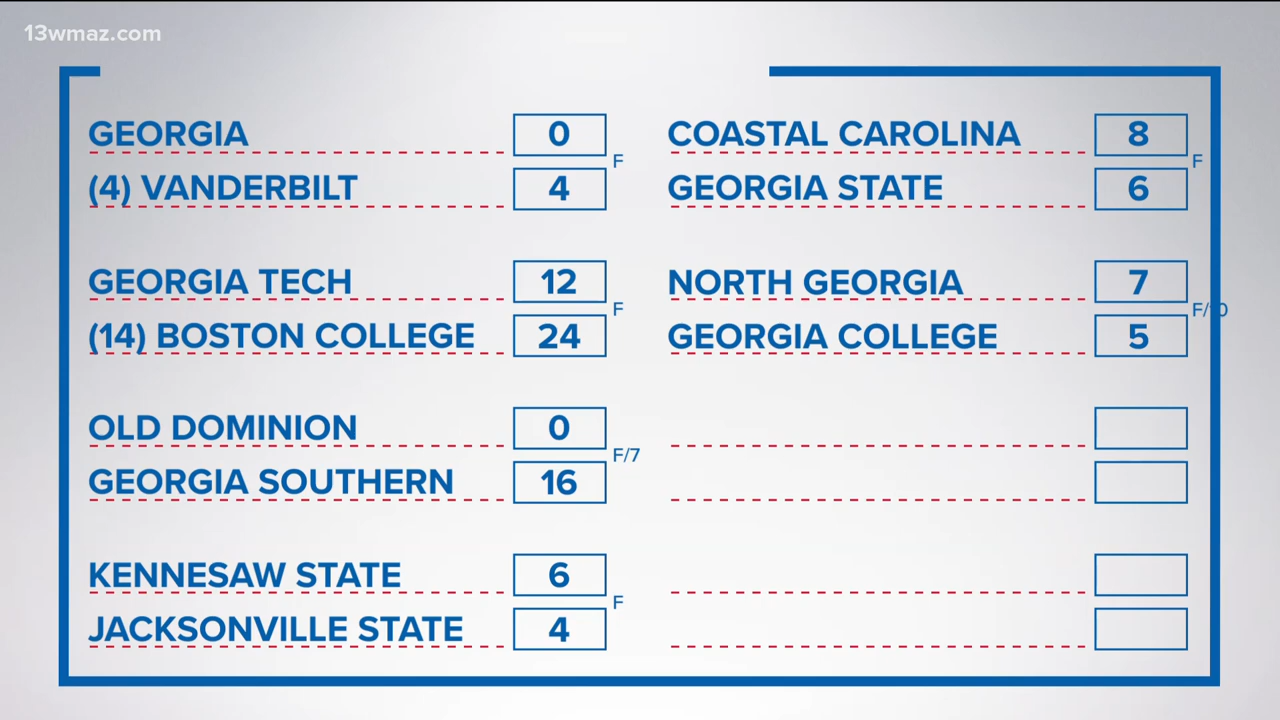 13wmaz.com
GEORGIA 0
F
(4) VANDERBILT 4
GEORGIA TECH 12
F
(14) BOSTON COLLEGE 24
OLD DOMINION 0
F/7
GEORGIA SOUTHERN 16
KENNESAW STATE 6
F
JACKSONVILLE STATE 4
COASTAL CAROLINA 8
F
GEORGIA STATE 6
NORTH GEORGIA 7
F/10
GEORGIA COLLEGE 5